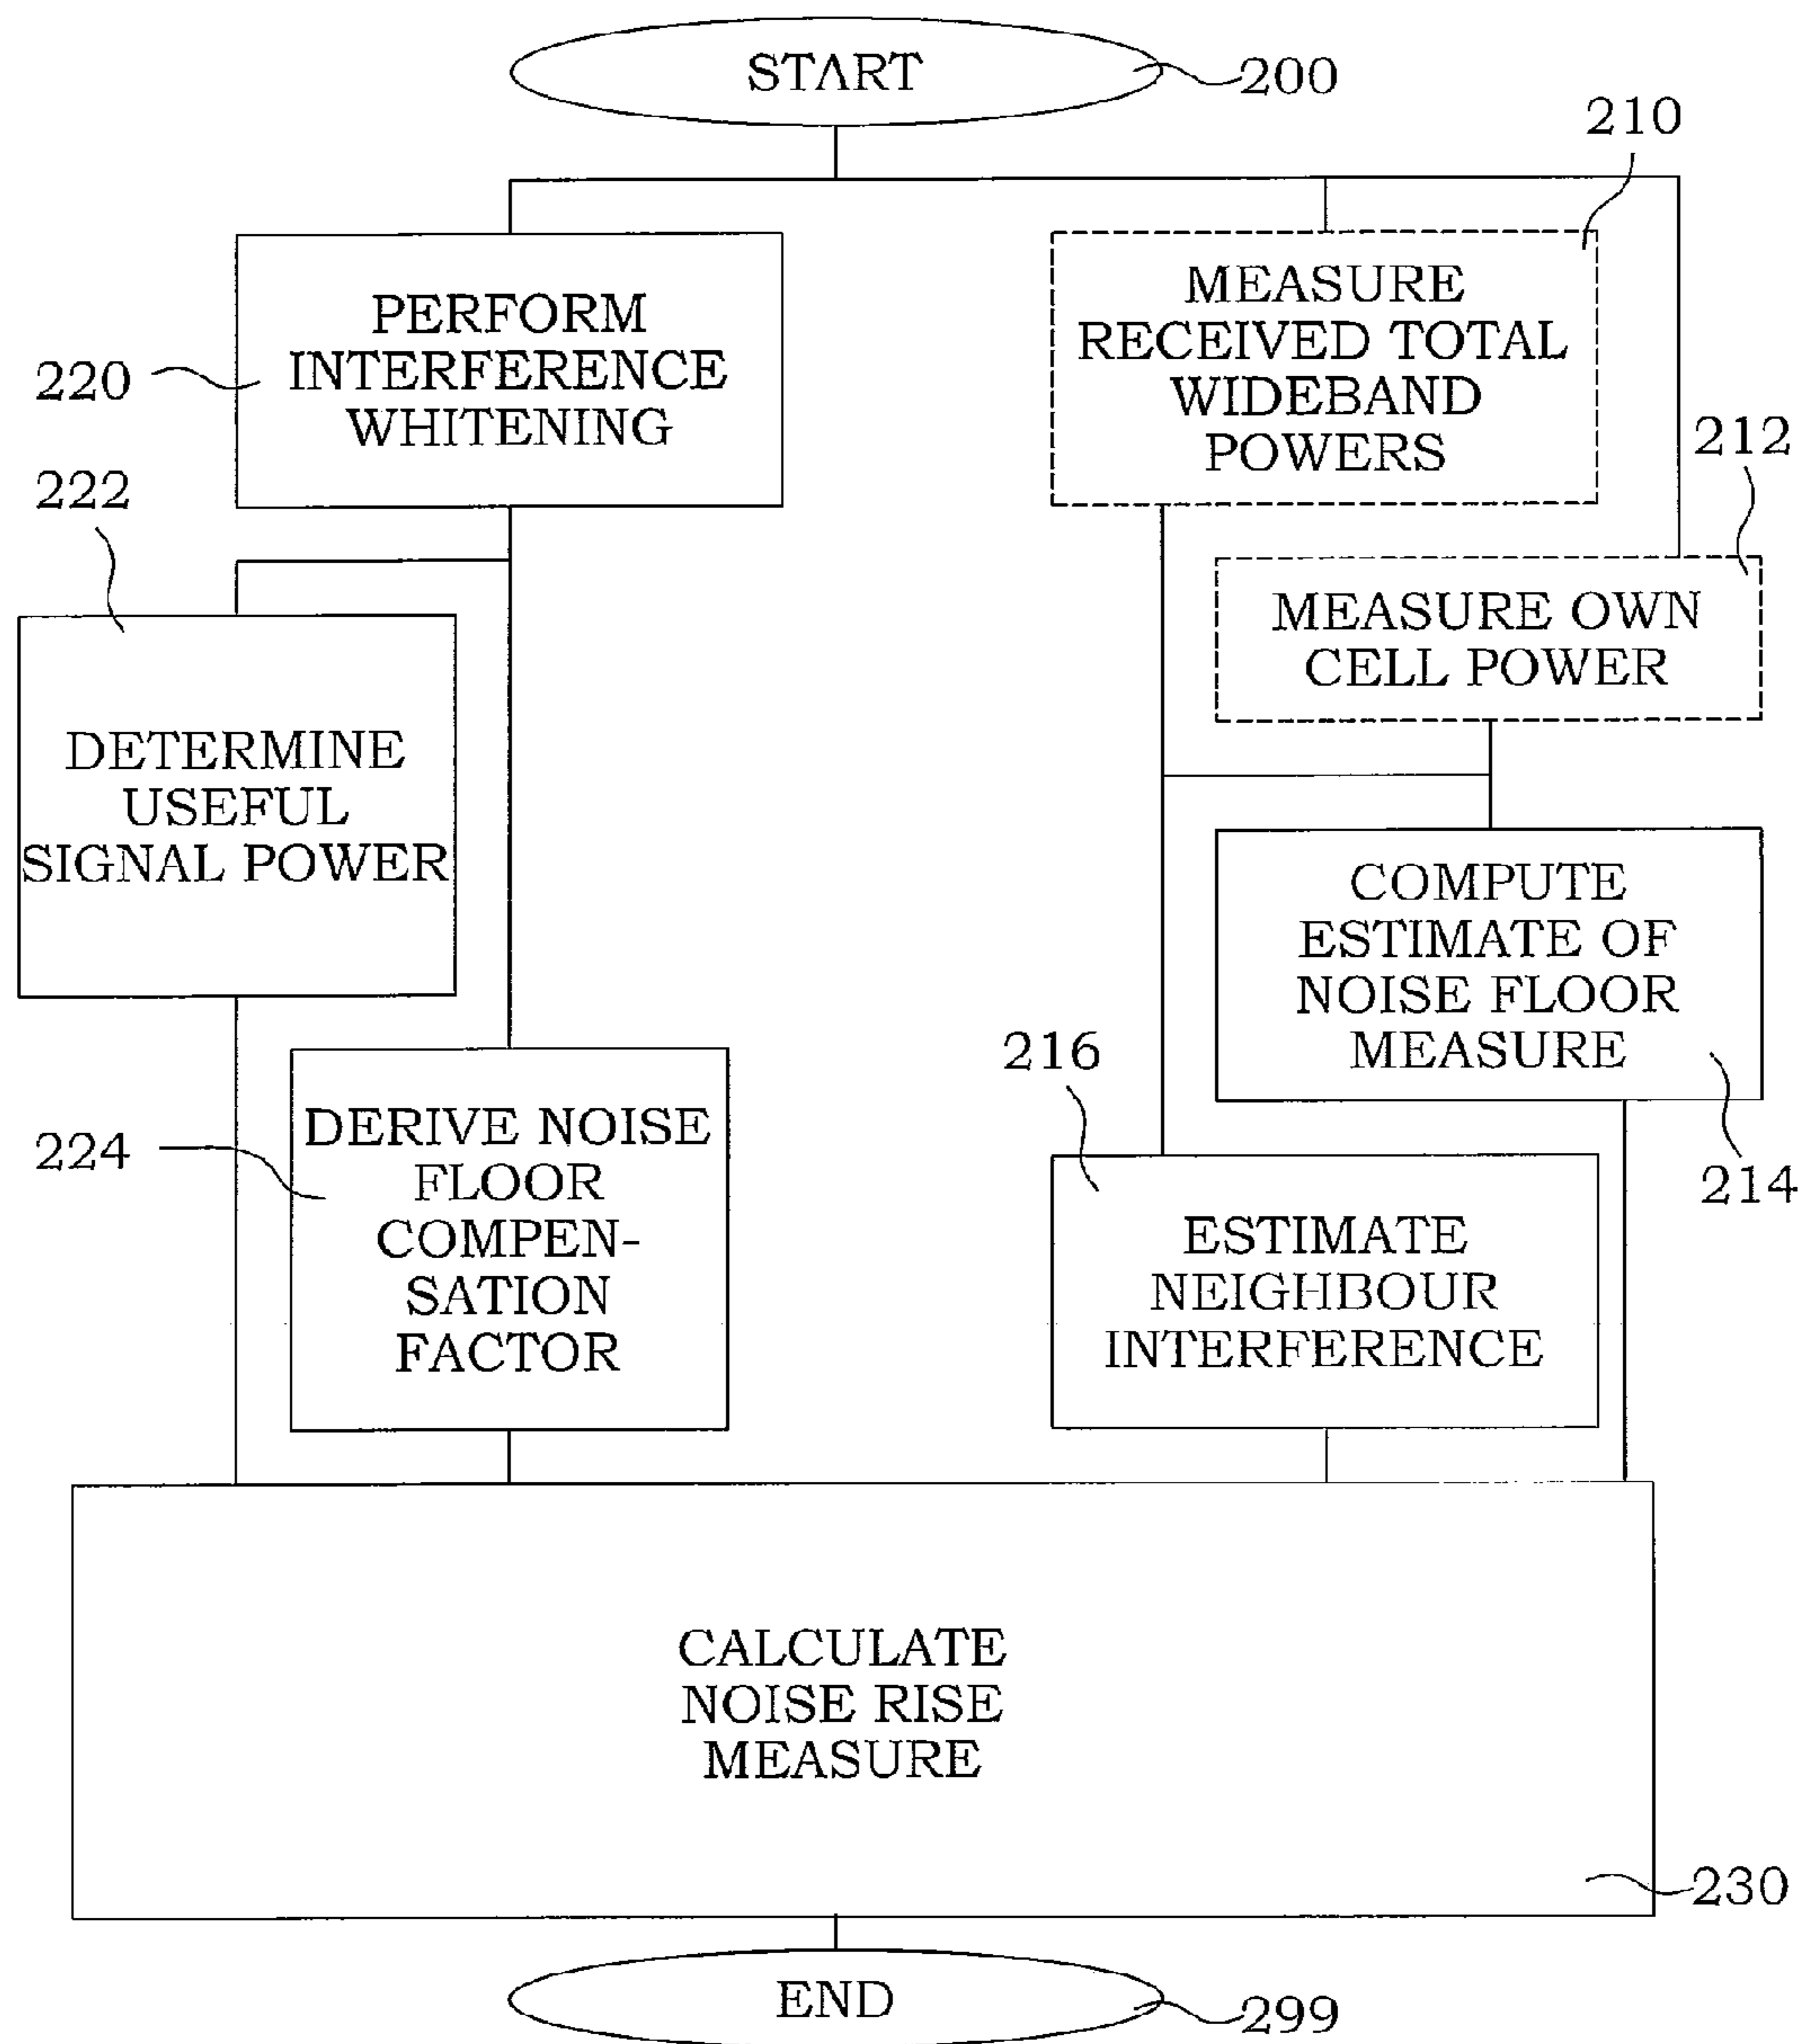 START
200
210
PERFORM
INTERFERENCE
WHITENING
220
MEASURE
RECEIVED TOTAL
WIDEBAND
POWERS
212
222
MEASURE OWN
CELL POWER
DETERMINE
USEFUL
SIGNAL POWER
COMPUTE
ESTIMATE OF
NOISE FLOOR
MEASURE
214
216
DERIVE NOISE
FLOOR
COMPEN-
SATION
FACTOR
224
ESTIMATE
NEIGHBOUR
INTERFERENCE
CALCULATE
NOISE RISE
MEASURE
230
END
299